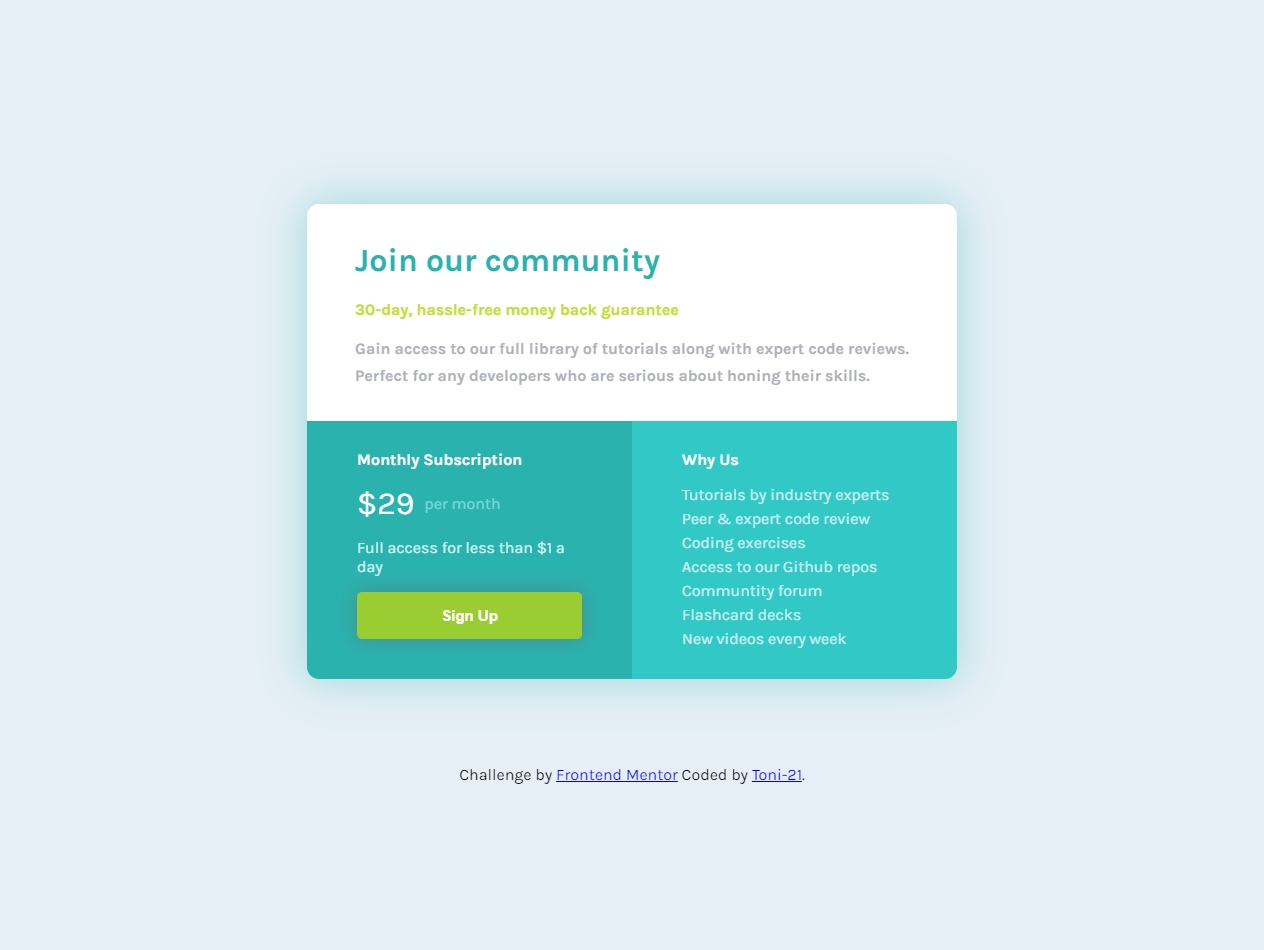 Join our community
30-day, hassle-free money back guarantee
Gain access to our full library of tutorials along with expert code reviews.
Perfect for any developers who are serious about honing their skills.
Monthly Subscription
$29 per month
Full access for less than $1 a
day
Sign Up
Why Us
Tutorials by industry experts
Peer & expert code review
Coding exercises
Access to our Github repos
Communtity forum
Flashcard decks
New videos every week
Challenge by Frontend Mentor Coded by Toni-21.